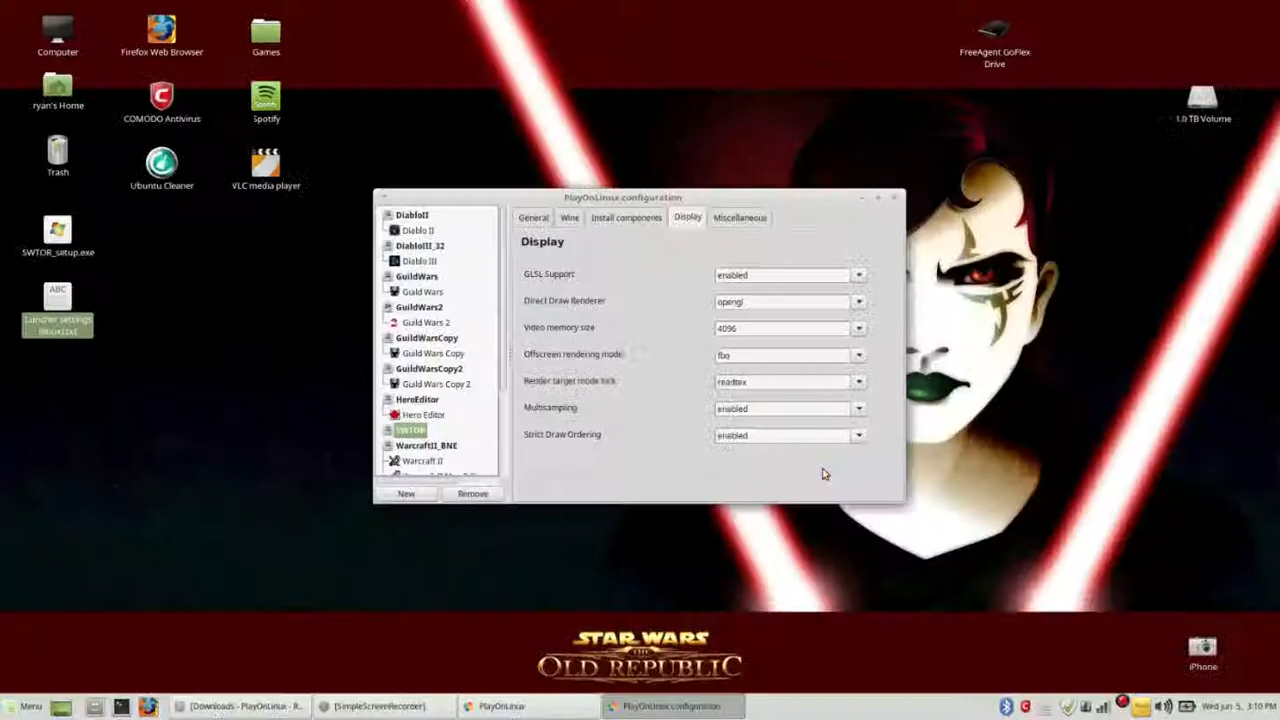 Computer
Firefox Web Browser
Games
FreeAgent GoFlex
Drive
ryan's Home
COMODO Antivirus
Spotify
1.0 TB Volume
Trash
Ubuntu Cleaner
VLC media player
SWTOR_setup.exe
ABC
PlayOnLinux configuration
DiabloII
Diablo II
DiabloIII_32
Diablo III
GuildWars
Guild Wars
GuildWars2
Guild Wars 2
GuildWarsCopy
Guild Wars Copy
GuildWarsCopy2
Guild Wars Copy 2
HeroEditor
Hero Editor
SWTOR
WarcraftII_BNE
Warcraft II
New
Remove
General
Wine
Install components
Display
Miscellaneous
Display
GLSL Support
enabled
Direct Draw Renderer
opengl
Video memory size
4096
Offscreen rendering mode
fbo
Render target mode lock
readtex
Multisampling
enabled
Strict Draw Ordering
enabled
STAR WARS
THE
OLD REPUBLIC
iPhone
Menu
[Downloads - PlayOnLinux - R...
[SimpleScreenRecorder]
PlayOnLinux
PlayOnLinux configuration
Wed Jun 5, 3:10 PM